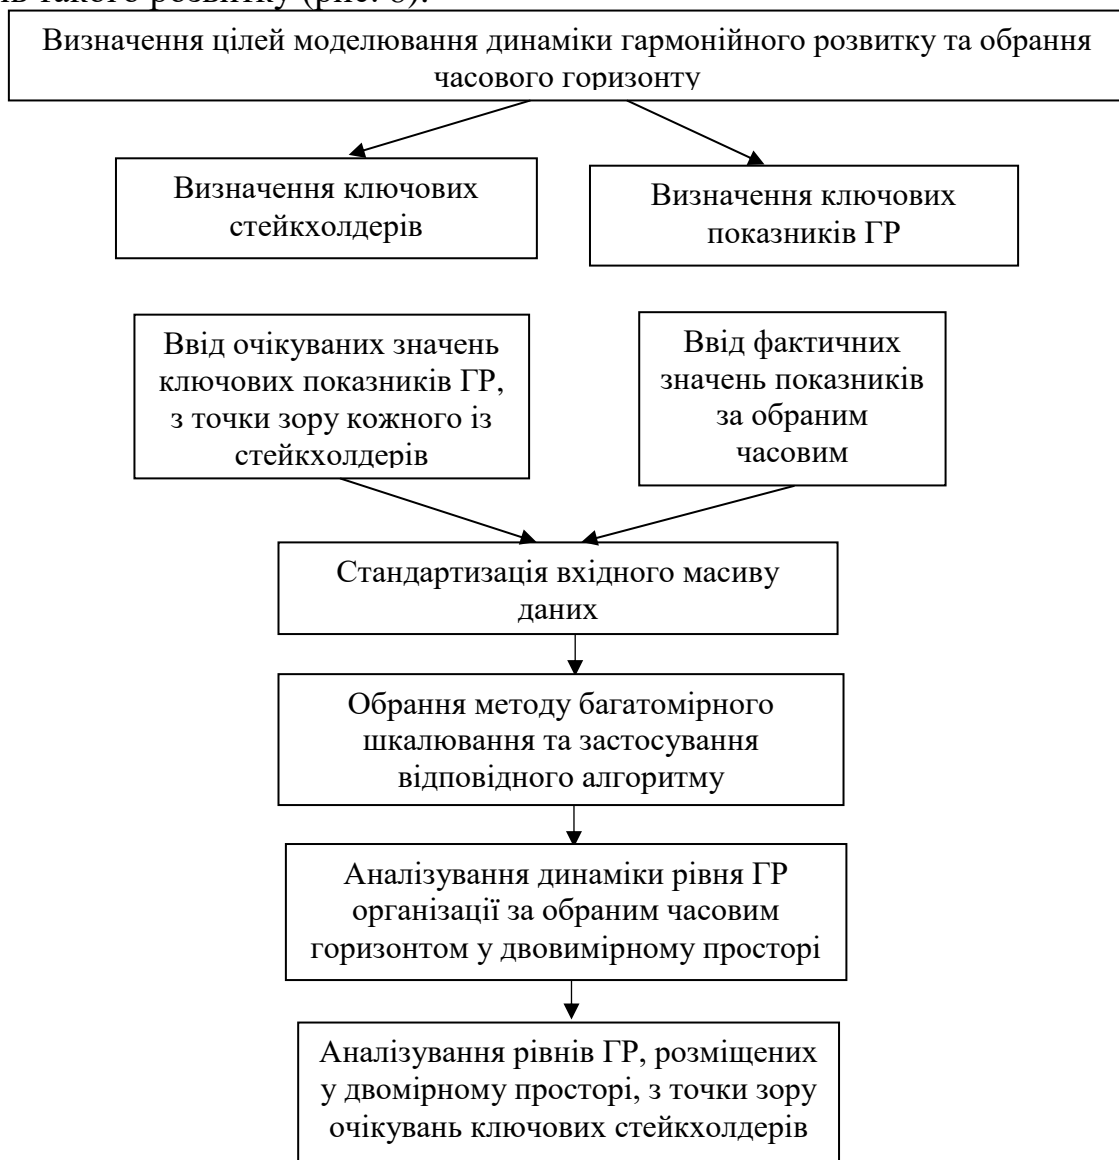 такого розвитку (рис. 8).
Визначення цілей моделювання динаміки гармонійного розвитку та обрання
часового горизонту
Визначення ключових
стейкхолдерів
Визначення ключових
показників ГР
Ввід очікуваних значень
ключових показників ГР,
з точки зору кожного із
стейкхолдерів
Ввід фактичних
значень показників
за обраним
часовим
Стандартизація вхідного масиву
даних
Обрання методу багатомірного
шкалювання та застосування
відповідного алгоритму
Аналізування динаміки рівня ГР
організації за обраним часовим
горизонтом у двовимірному просторі
Аналізування рівнів ГР, розміщених
у двомірному просторі, з точки зору
очікувань ключових стейкхолдерів